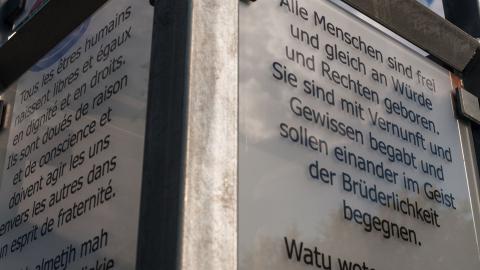 Tous les êtres humains
naissent libres et égaux
en dignité et en droits.
Ils sont doués de raison
et de conscience et
doivent agir les uns
envers les autres dans
un esprit de fraternité.
mah
Alle Menschen sind frei
und gleich an Würde
und Rechten geboren.
Sie sind mit Vernunft und
Gewissen begabt und
sollen einander im Geist
der Brüderlichkeit
begegnen.
Watu